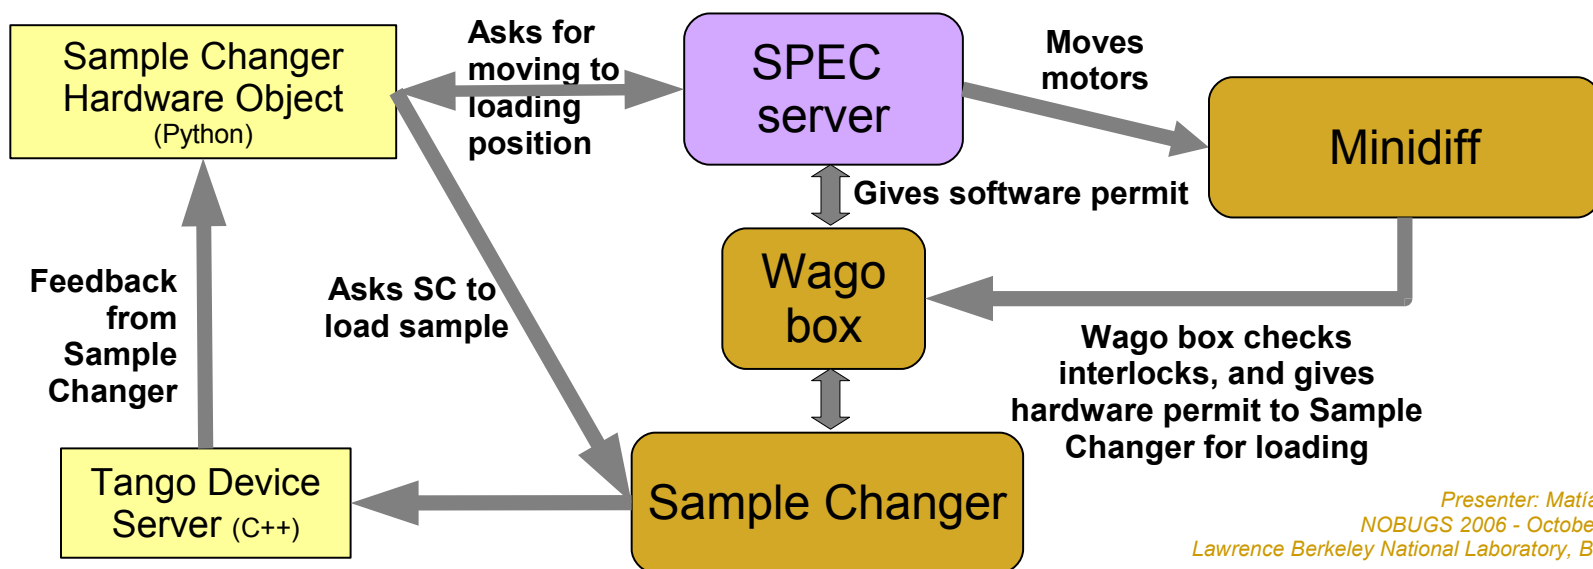 Sample Changer
Hardware Object
(Python)
Asks for
moving to
loading
position
SPEC
server
Moves
motors
Minidiff
Gives software permit
Wago
box
Feedback
from
Sample
Changer
Asks SC to
load sample
Wago box checks
interlocks, and gives
hardware permit to Sample
Changer for loading
Tango Device
Server (C++)
Sample Changer
Presenter: Matía
NOBUGS 2006 - Octobe
Lawrence Berkeley National Laboratory, B